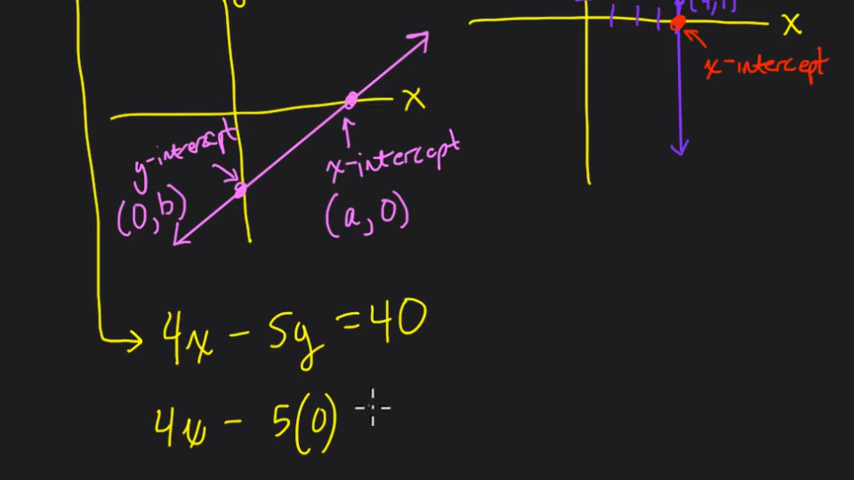 X
x-intercept
X
y-intercept
x-intercept
(0,b)
(a,0)
4x - 5y = 40
4x - 5(0)